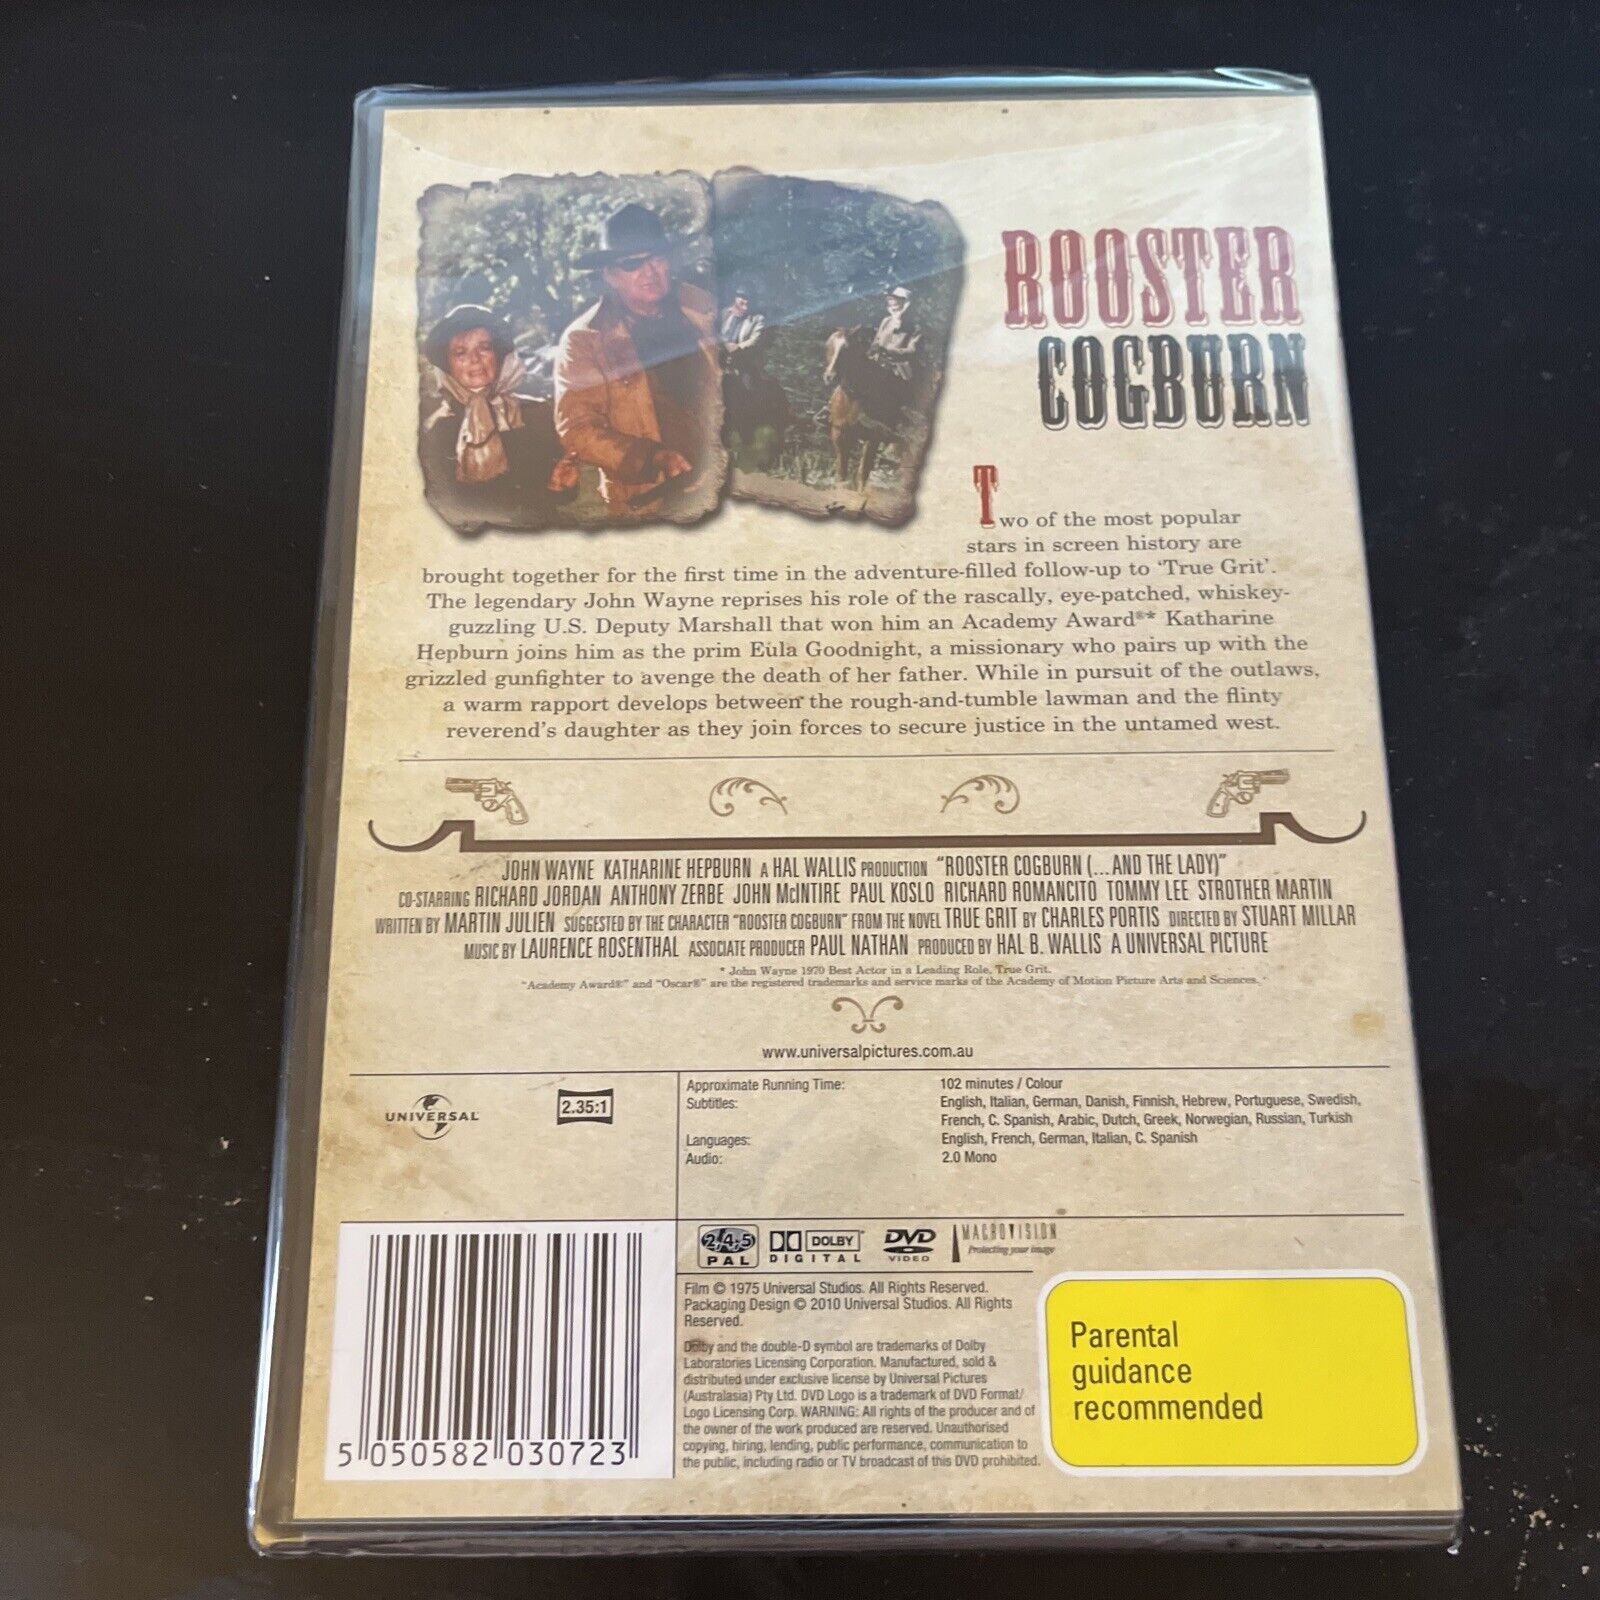 ROOSTER
COGBURN
Two of the most popular
stars in screen history are
brought together for the first time in the adventure-filled follow-up to ‘True Grit’.
The legendary John Wayne reprises his role of the rascally, eye-patched, whiskey-
guzzling U.S. Deputy Marshall that won him an Academy Award®* Katharine
Hepburn joins him as the prim Eula Goodnight, a missionary who pairs up with the
grizzled gunfighter to avenge the death of her father. While in pursuit of the outlaws,
a warm rapport develops between the rough-and-tumble lawman and the flinty
reverend’s daughter as they join forces to secure justice in the untamed west.
JOHN WAYNE KATHARINE HEPBURN A HAL WALLIS PRODUCTION “ROOSTER COGBURN (...AND THE LADY)”
CO-STARRING RICHARD JORDAN ANTHONY ZERBE JOHN McINTIRE PAUL KOSLO RICHARD ROMANCITO TOMMY LEE STROTHER MARTIN
WRITTEN BY MARTIN JULIEN SUGGESTED BY THE CHARACTER “ROOSTER COGBURN” FROM THE NOVEL TRUE GRIT BY CHARLES PORTIS DIRECTED BY STUART MILLAR
MUSIC BY LAURENCE ROSENTHAL ASSOCIATE PRODUCER PAUL NATHAN PRODUCED BY HAL B. WALLIS A UNIVERSAL PICTURE
* John Wayne 1970 Best Actor in a Leading Role, True Grit.
“Academy Award®” and “Oscar®” are the registered trademarks and service marks of the Academy of Motion Picture Arts and Sciences.
www.universalpictures.com.au
UNIVERSAL
2.35:1
Approximate Running Time: 102 minutes / Colour
Subtitles: English, Italian, German, Danish, Finnish, Hebrew, Portuguese, Swedish,
French, C. Spanish, Arabic, Dutch, Greek, Norwegian, Russian, Turkish
Languages: English, French, German, Italian, C. Spanish
Audio: 2.0 Mono
2·4·5 PAL
DOLBY DIGITAL
DVD VIDEO
MACROVISION
Protecting your image
Film © 1975 Universal Studios. All Rights Reserved.
Packaging Design © 2010 Universal Studios. All Rights
Reserved.
Dolby and the double-D symbol are trademarks of Dolby
Laboratories Licensing Corporation. Manufactured, sold &
distributed under exclusive license by Universal Pictures
(Australasia) Pty Ltd. DVD Logo is a trademark of DVD Format/
Logo Licensing Corp. WARNING: All rights of the producer and of
the owner of the work produced are reserved. Unauthorised
copying, hiring, lending, public performance, communication to
the public, including radio or TV broadcast of this DVD prohibited.
5 050582 030723
Parental
guidance
recommended